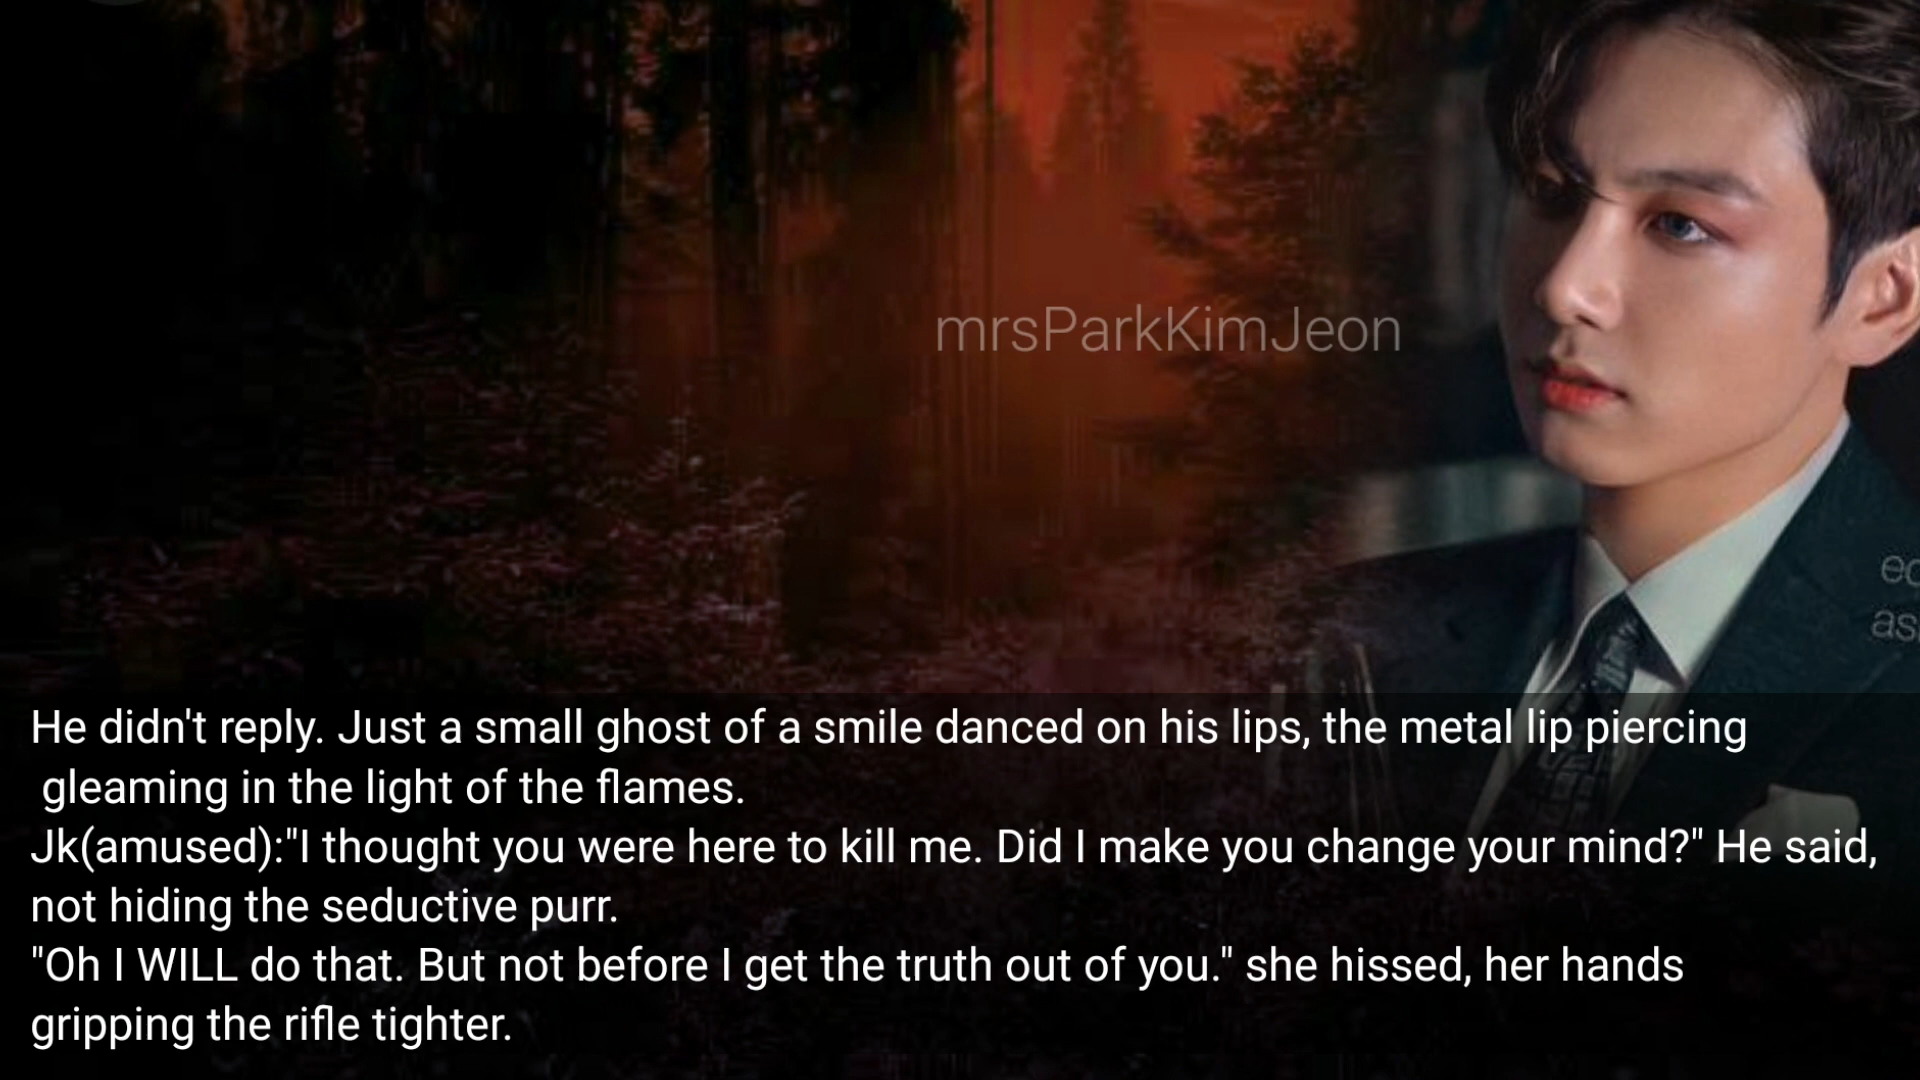 mrsParkKimJeon
He didn't reply. Just a small ghost of a smile danced on his lips, the metal lip piercing
gleaming in the light of the flames.
Jk(amused):"I thought you were here to kill me. Did I make you change your mind?" He said,
not hiding the seductive purr.
"Oh I WILL do that. But not before I get the truth out of you." she hissed, her hands
gripping the rifle tighter.